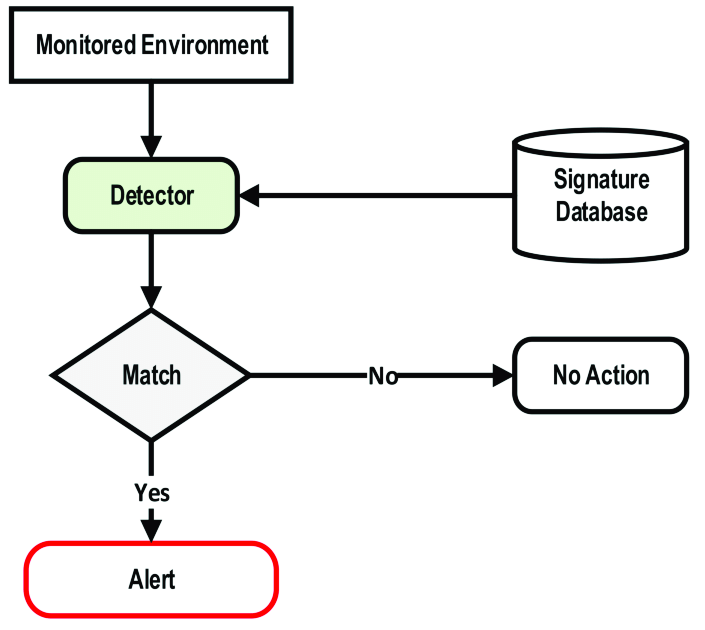 Monitored Environment
Detector
Signature
Database
Match
No
No Action
Yes
Alert